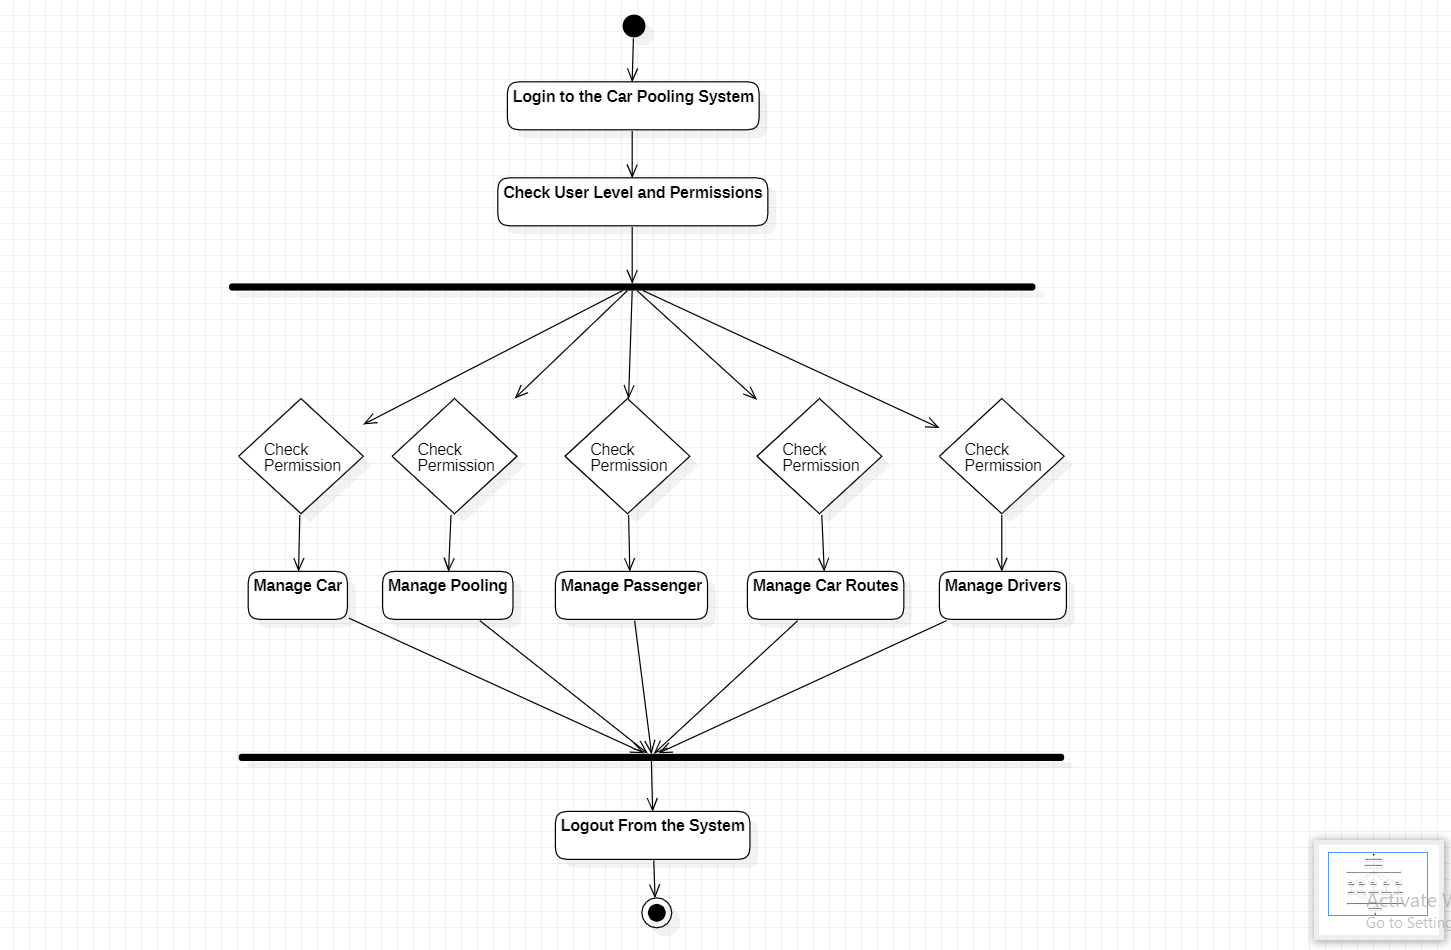 Login to the Car Pooling System
Check User Level and Permissions
Check
Permission
Check
Permission
Check
Permission
Check
Permission
Check
Permission
Manage Car
Manage Pooling
Manage Passenger
Manage Car Routes
Manage Drivers
Logout From the System
Activate
Go to